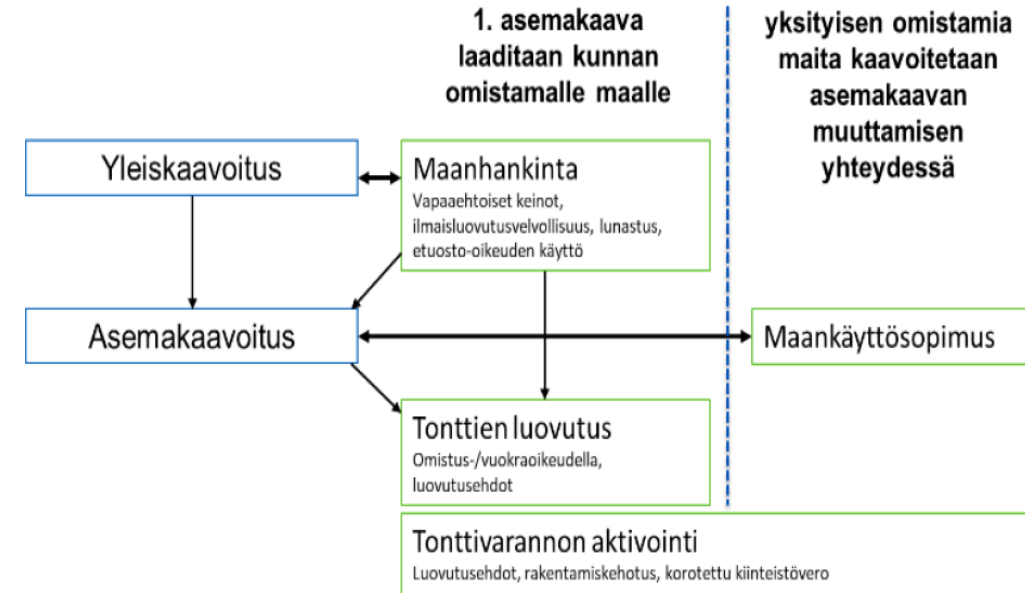 1. asemakaava
laaditaan kunnan
omistamalle maalle
yksityisen omistamia
maita kaavoitetaan
asemakaavan
muuttamisen
yhteydessä
Yleiskaavoitus
Maanhankinta
Vapaaehtoiset keinot,
ilmaisluovutusvelvollisuus, lunastus,
etuosto-oikeuden käyttö
Asemakaavoitus
Maankäyttösopimus
Tonttien luovutus
Omistus-/vuokraoikeudella,
luovutusehdot
Tonttivarannon aktivointi
Luovutusehdot, rakentamiskehotus, korotettu kiinteistövero